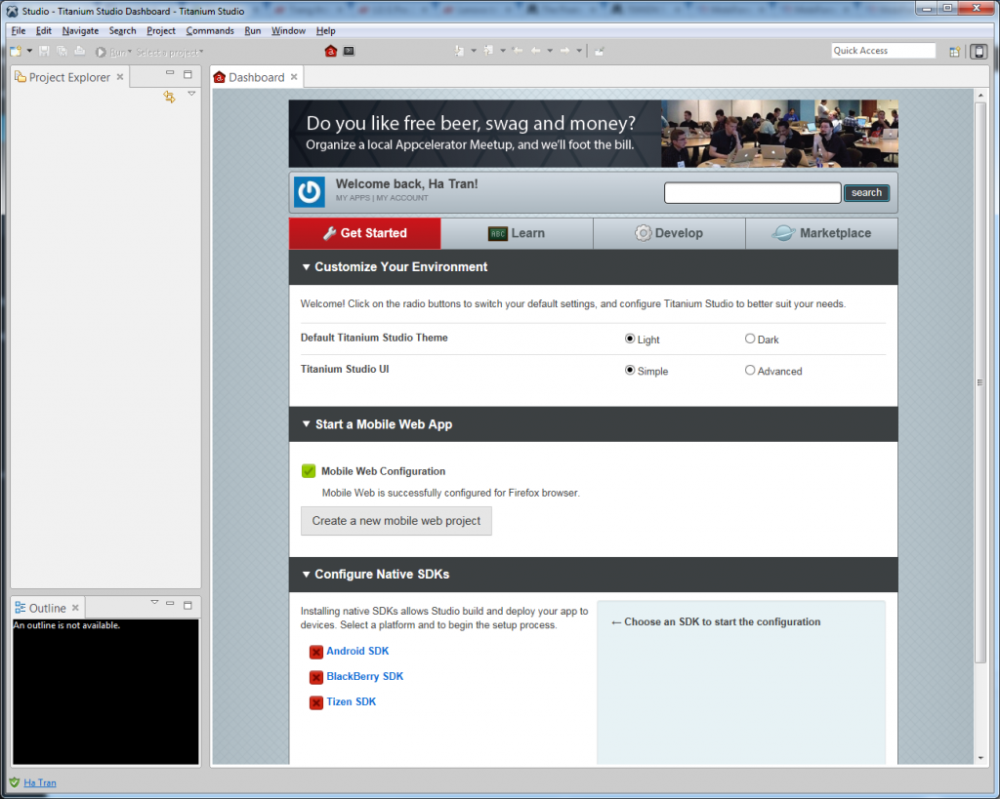 Studio - Titanium Studio Dashboard - Titanium Studio
File Edit Navigate Search Project Commands Run Window Help
Run Select a project Quick Access
Project Explorer
Dashboard
Do you like free beer, swag and money?
Organize a local Appcelerator Meetup, and we'll foot the bill.
Welcome back, Ha Tran!
MY APPS | MY ACCOUNT
search
Get Started ABC Learn Develop Marketplace
▼ Customize Your Environment
Welcome! Click on the radio buttons to switch your default settings, and configure Titanium Studio to better suit your needs.
Default Titanium Studio Theme Light Dark
Titanium Studio UI Simple Advanced
▼ Start a Mobile Web App
Mobile Web Configuration
Mobile Web is successfully configured for Firefox browser.
Create a new mobile web project
▼ Configure Native SDKs
Installing native SDKs allows Studio build and deploy your app to
devices. Select a platform and to begin the setup process.
Android SDK
BlackBerry SDK
Tizen SDK
←Choose an SDK to start the configuration
Outline
An outline is not available.
Ha Tran